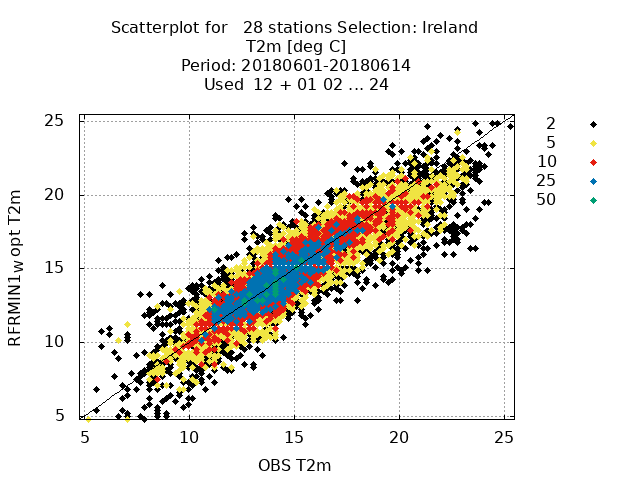 Scatterplot for 28 stations Selection: Ireland
T2m [deg C]
Period: 20180601-20180614
Used 12 + 01 02 ... 24
25
20
15
10
5
5
10
15
20
25
RFRMIN1_W opt T2m
OBS T2m
2
5
10
25
50